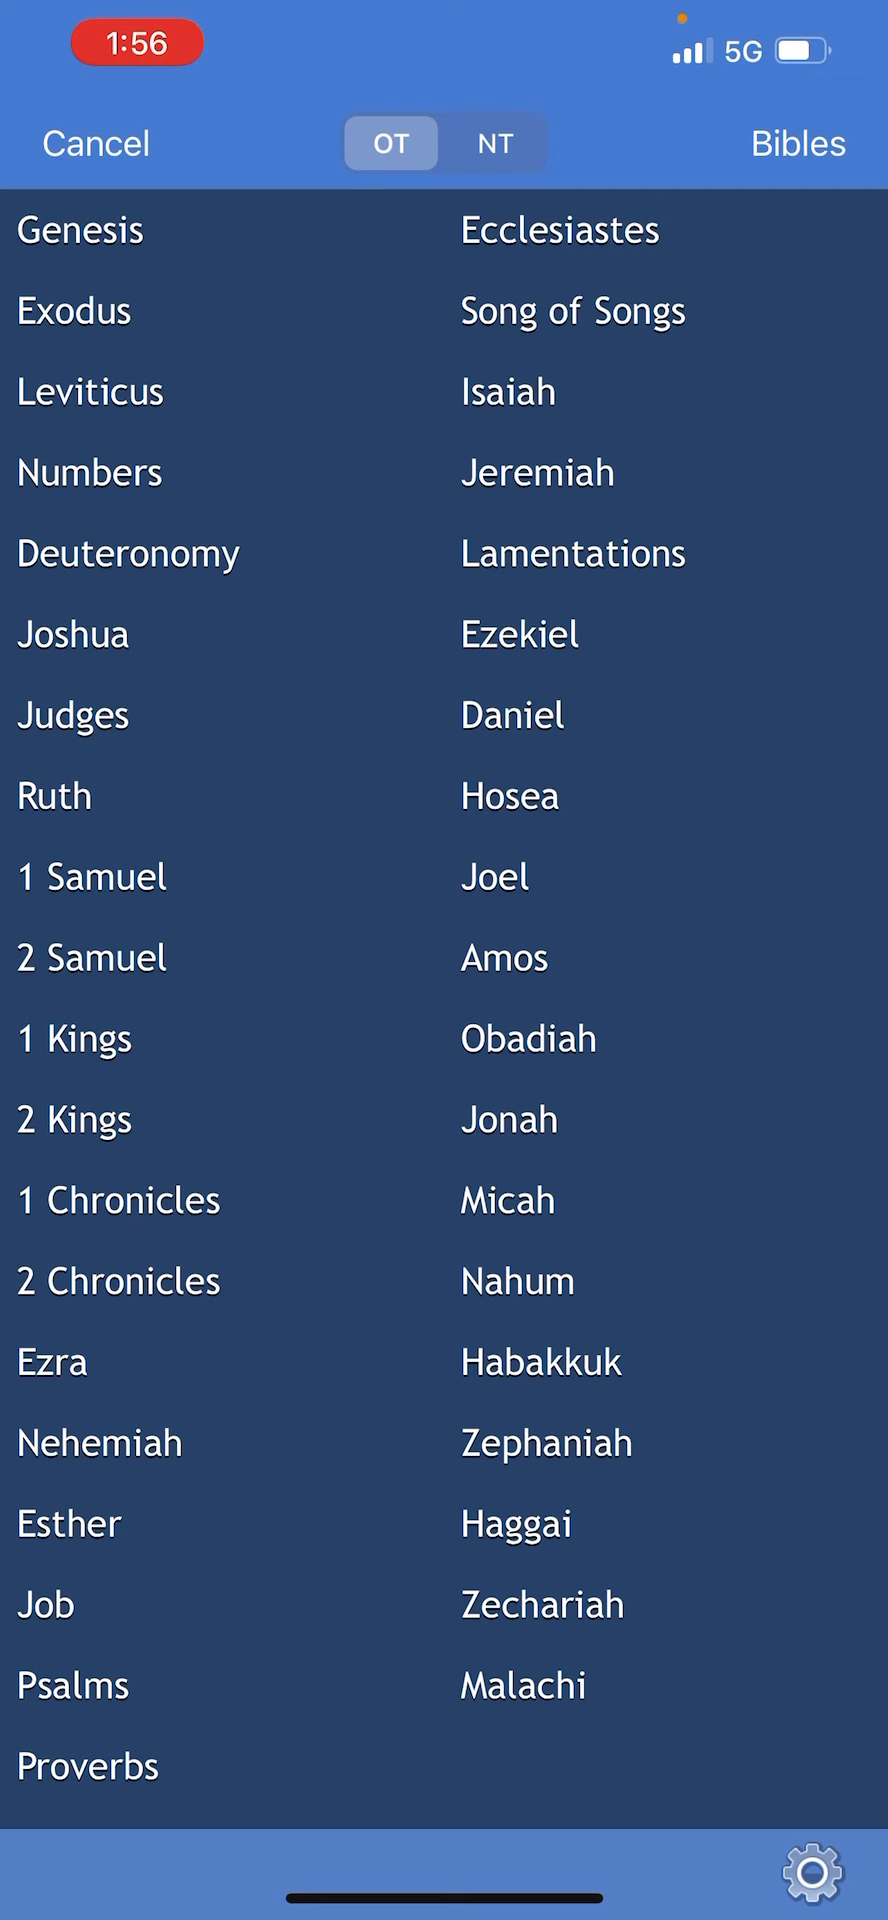 1:56
5G
Cancel
OT
NT
Bibles
Genesis
Exodus
Leviticus
Numbers
Deuteronomy
Joshua
Judges
Ruth
1 Samuel
2 Samuel
1 Kings
2 Kings
1 Chronicles
2 Chronicles
Ezra
Nehemiah
Esther
Job
Psalms
Proverbs
Ecclesiastes
Song of Songs
Isaiah
Jeremiah
Lamentations
Ezekiel
Daniel
Hosea
Joel
Amos
Obadiah
Jonah
Micah
Nahum
Habakkuk
Zephaniah
Haggai
Zechariah
Malachi